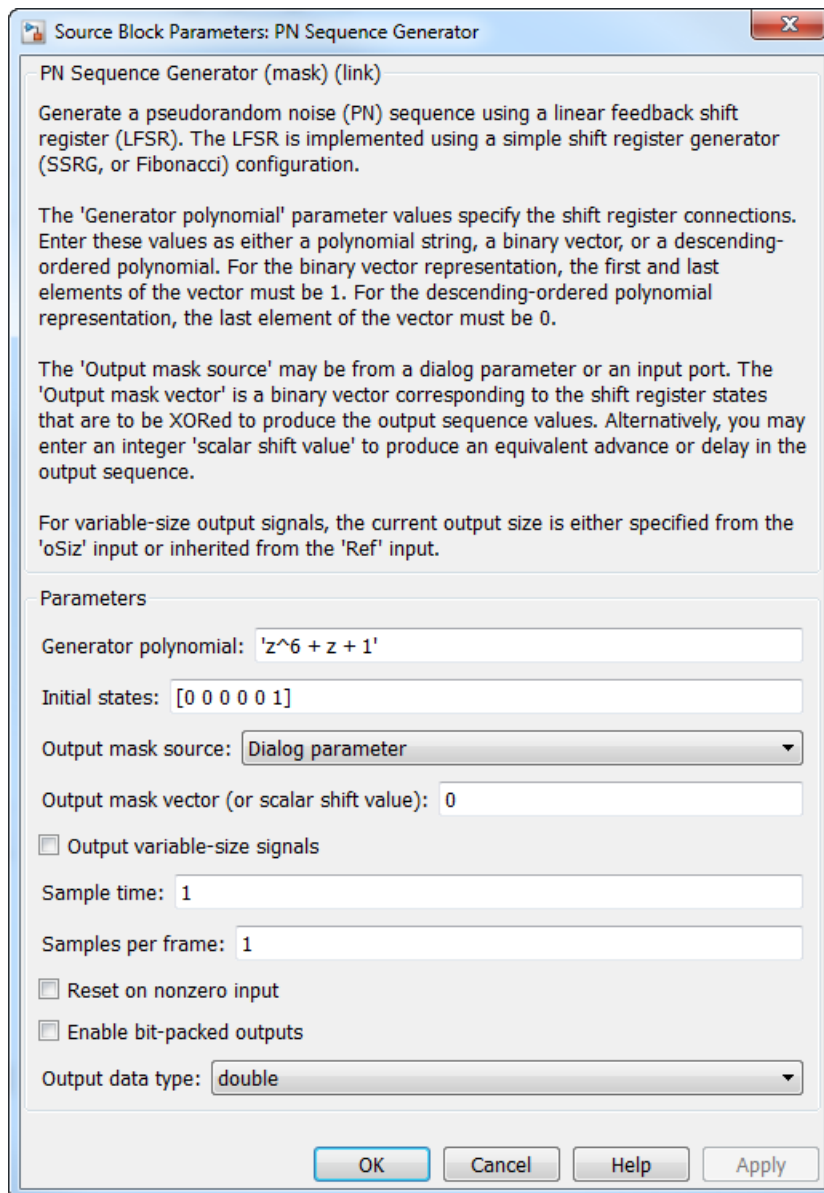 Source Block Parameters: PN Sequence Generator
PN Sequence Generator (mask) (link)
Generate a pseudorandom noise (PN) sequence using a linear feedback shift
register (LFSR). The LFSR is implemented using a simple shift register generator
(SSRG, or Fibonacci) configuration.
The 'Generator polynomial' parameter values specify the shift register connections.
Enter these values as either a polynomial string, a binary vector, or a descending-
ordered polynomial. For the binary vector representation, the first and last
elements of the vector must be 1. For the descending-ordered polynomial
representation, the last element of the vector must be 0.
The 'Output mask source' may be from a dialog parameter or an input port. The
'Output mask vector' is a binary vector corresponding to the shift register states
that are to be XORed to produce the output sequence values. Alternatively, you may
enter an integer 'scalar shift value' to produce an equivalent advance or delay in the
output sequence.
For variable-size output signals, the current output size is either specified from the
'oSiz' input or inherited from the 'Ref' input.
Parameters
Generator polynomial: 'z^6 + z + 1'
Initial states: [0 0 0 0 0 1]
Output mask source: Dialog parameter
Output mask vector (or scalar shift value): 0
Output variable-size signals
Sample time: 1
Samples per frame: 1
Reset on nonzero input
Enable bit-packed outputs
Output data type: double
OK Cancel Help Apply